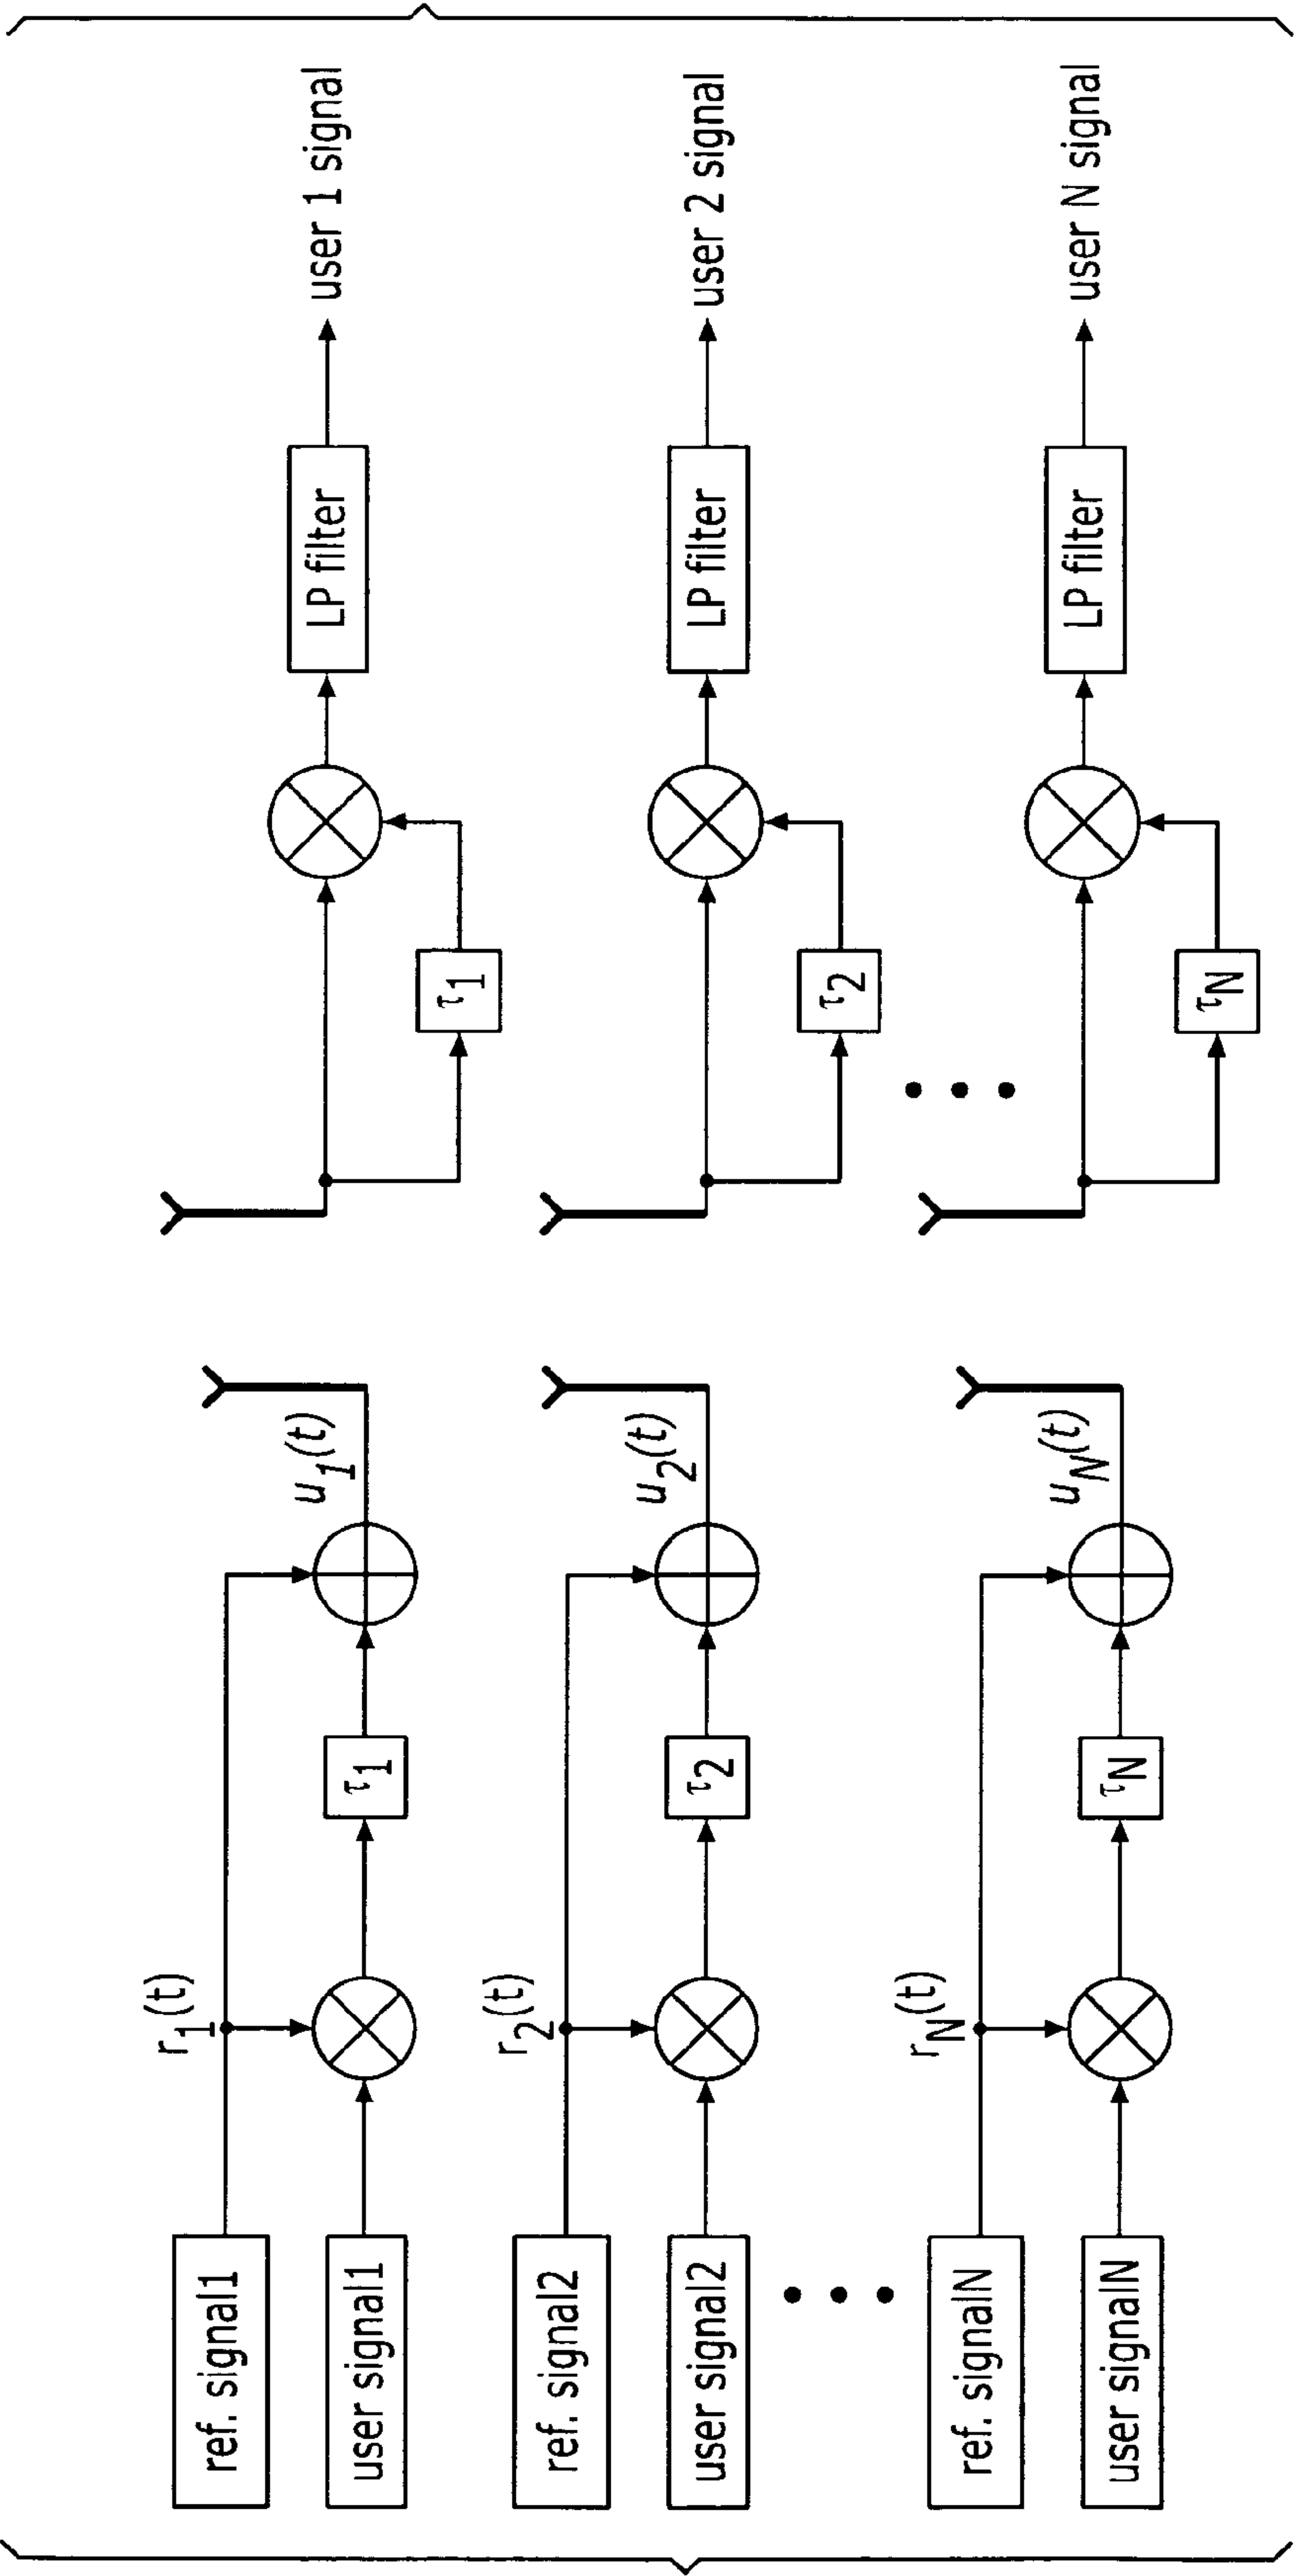 ref. signal1
r1(t)
u1(t)
user signal1
τ1
τ1
LP filter
user 1 signal
ref. signal2
r2(t)
u2(t)
user signal2
τ2
τ2
LP filter
user 2 signal
ref. signalN
rN(t)
uN(t)
user signalN
τN
τN
LP filter
user N signal